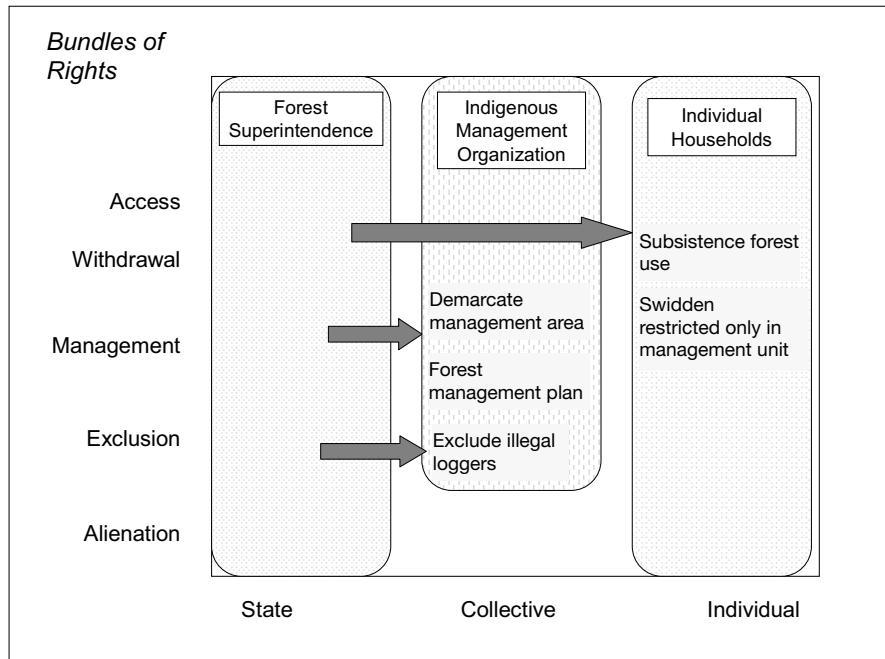 Bundles of
Rights
Forest
Superintendence
Indigenous
Management
Organization
Individual
Households
Access
Withdrawal
Management
Exclusion
Alienation
Subsistence forest
use
Demarcate
management area
Swidden
restricted only in
management unit
Forest
management plan
Exclude illegal
loggers
State
Collective
Individual